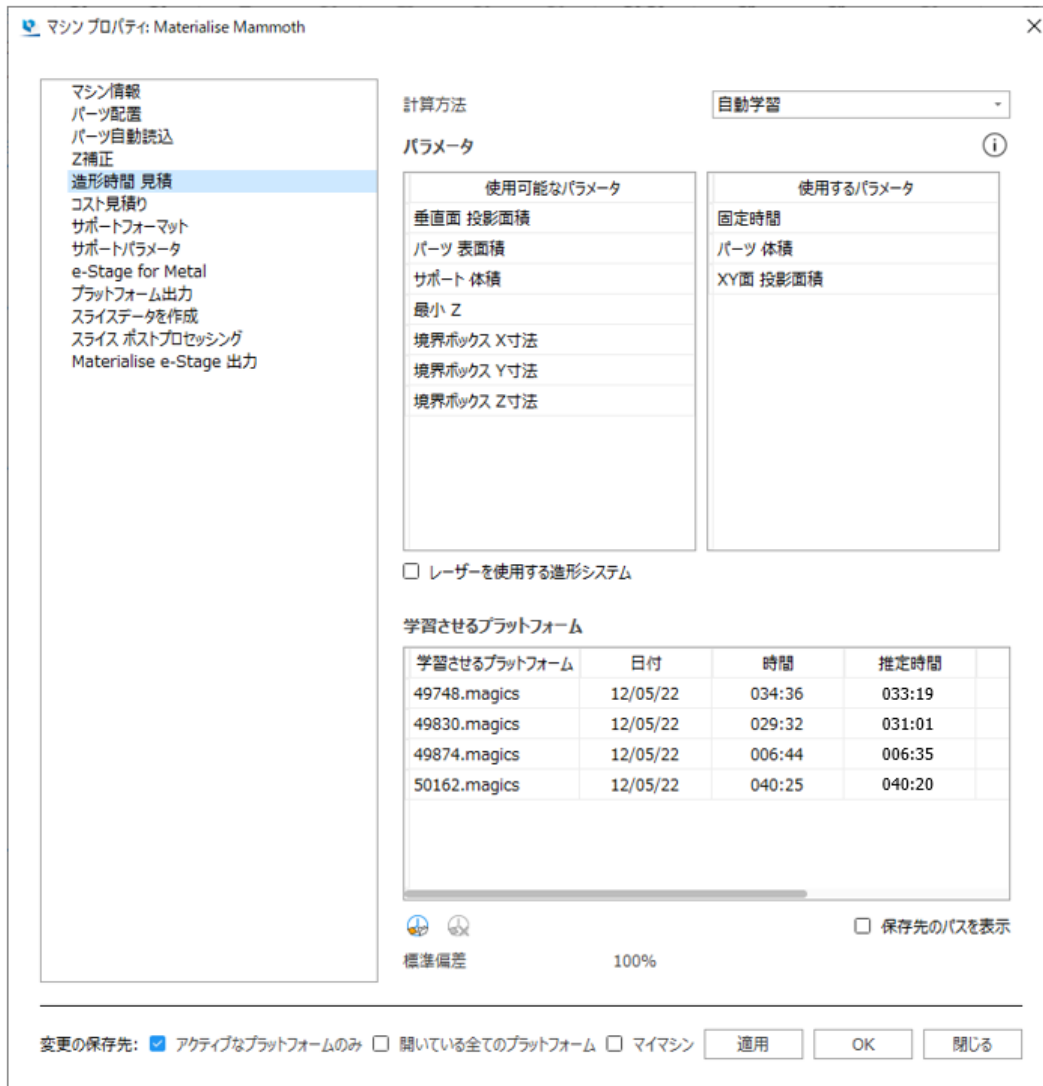 マシン プロパティ: Materialise Mammoth
マシン情報
パーツ配置
パーツ自動読込
Z補正
造形時間 見積
コスト見積り
サポートフォーマット
サポートパラメータ
e-Stage for Metal
プラットフォーム出力
スライスデータを作成
スライス ポストプロセッシング
Materialise e-Stage 出力
計算方法 自動学習
パラメータ
使用可能なパラメータ 使用するパラメータ
垂直面 投影面積 固定時間
パーツ 表面積 パーツ 体積
サポート 体積 XY面 投影面積
最小 Z
境界ボックス X寸法
境界ボックス Y寸法
境界ボックス Z寸法
レーザーを使用する造形システム
学習させるプラットフォーム
学習させるプラットフォーム 日付 時間 推定時間
49748.magics 12/05/22 034:36 033:19
49830.magics 12/05/22 029:32 031:01
49874.magics 12/05/22 006:44 006:35
50162.magics 12/05/22 040:25 040:20
保存先のパスを表示
標準偏差 100%
変更の保存先: アクティブなプラットフォームのみ 開いている全てのプラットフォーム マイマシン 適用 OK 閉じる